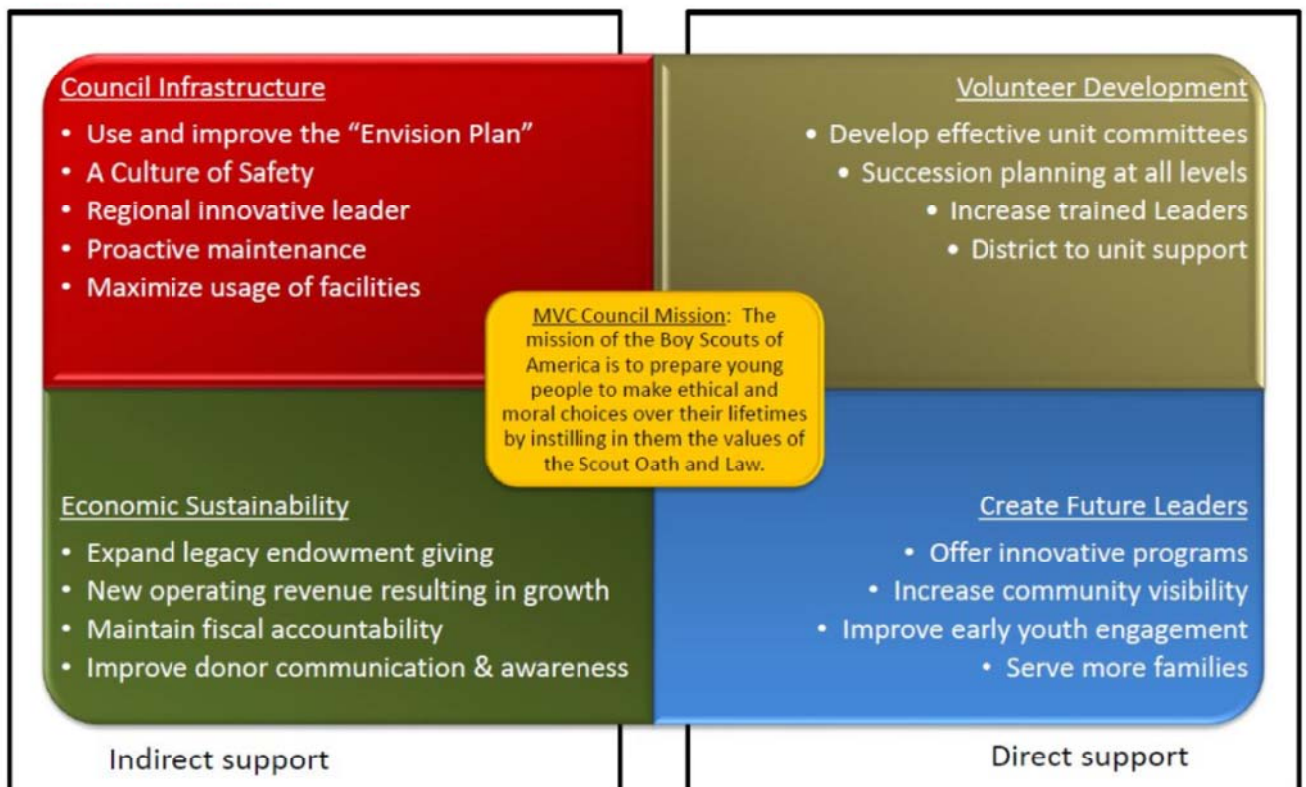 Council Infrastructure
• Use and improve the “Envision Plan”
• A Culture of Safety
• Regional innovative leader
• Proactive maintenance
• Maximize usage of facilities
Volunteer Development
• Develop effective unit committees
• Succession planning at all levels
• Increase trained Leaders
• District to unit support
MVC Council Mission: The
mission of the Boy Scouts of
America is to prepare young
people to make ethical and
moral choices over their lifetimes
by instilling in them the values of
the Scout Oath and Law.
Economic Sustainability
• Expand legacy endowment giving
• New operating revenue resulting in growth
• Maintain fiscal accountability
• Improve donor communication & awareness
Create Future Leaders
• Offer innovative programs
• Increase community visibility
• Improve early youth engagement
• Serve more families
Indirect support
Direct support